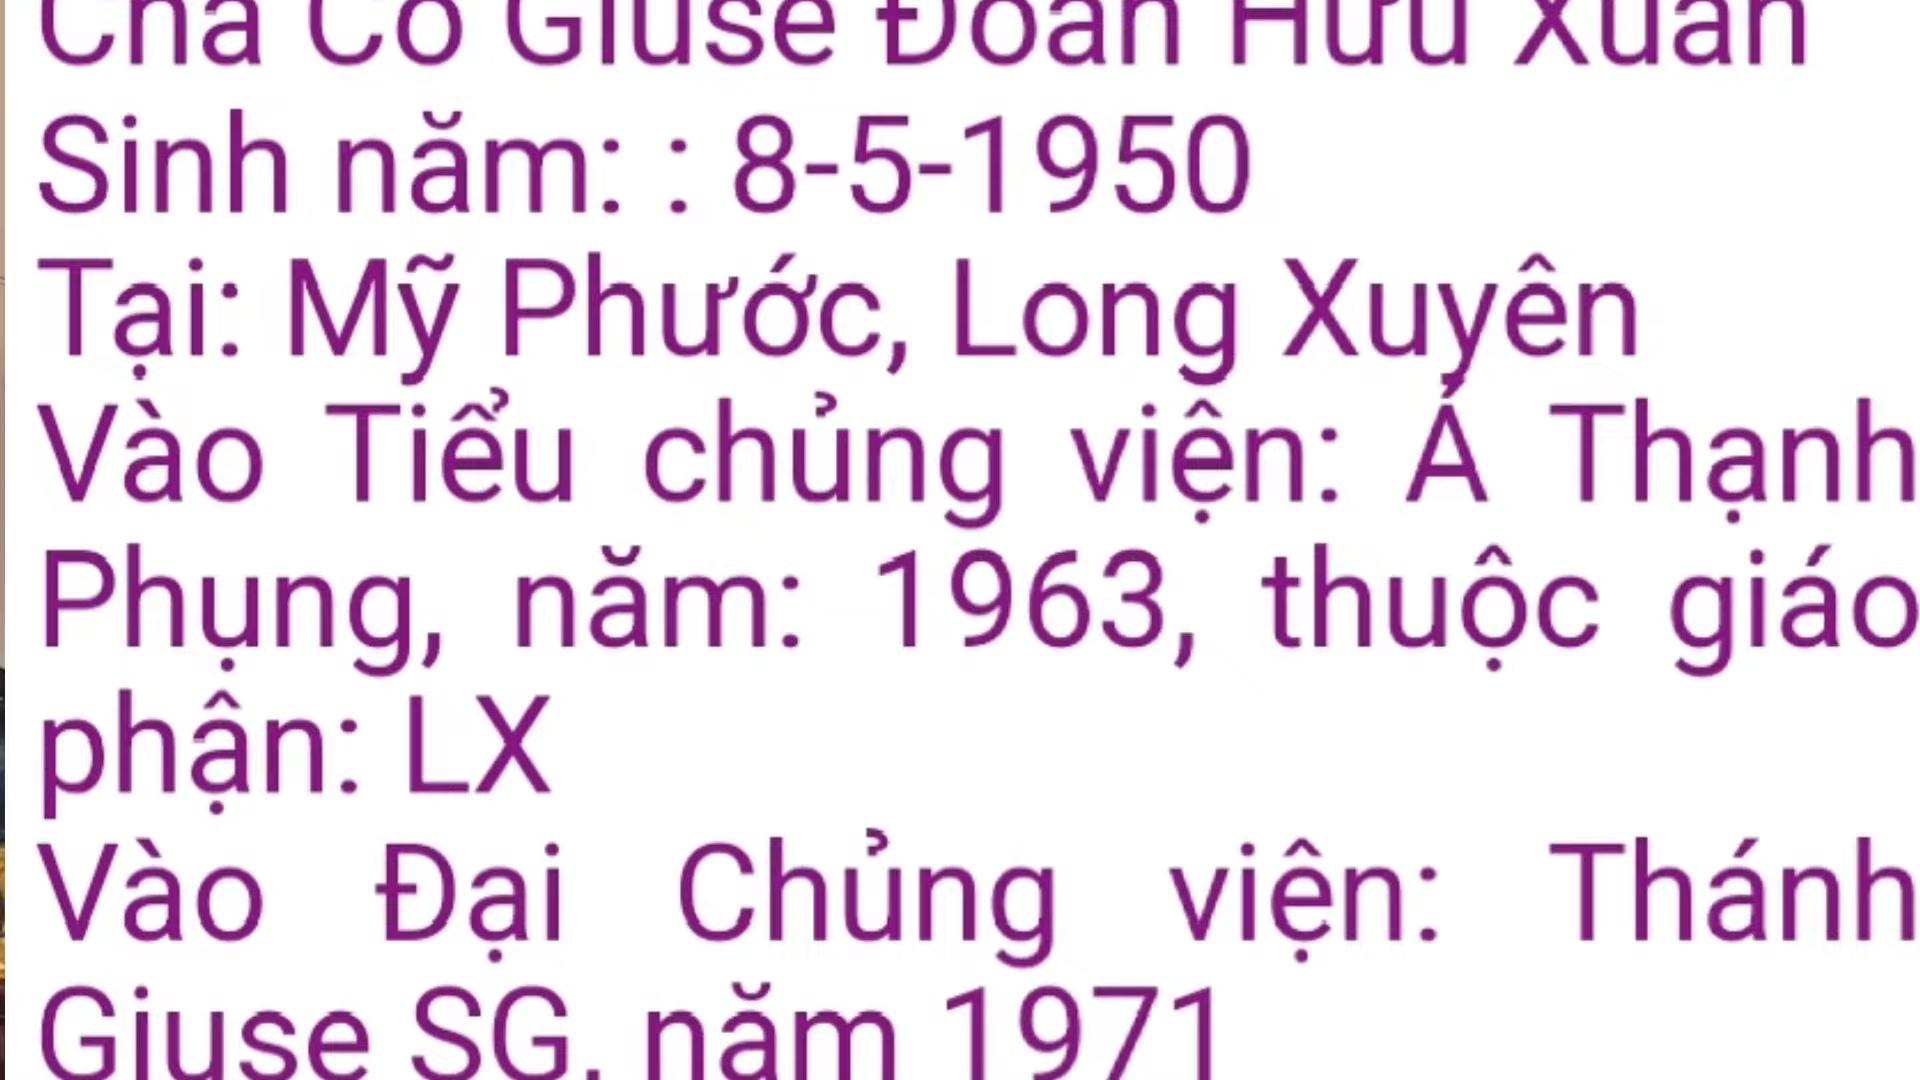 Cha Cố Giuse Đoàn Hữu Xuân
Sinh năm: : 8-5-1950
Tại: Mỹ Phước, Long Xuyên
Vào Tiểu chủng viện: Á Thạnh
Phụng, năm: 1963, thuộc giáo
phận: LX
Vào Đại Chủng viện: Thánh
Giuse SG, năm 1971